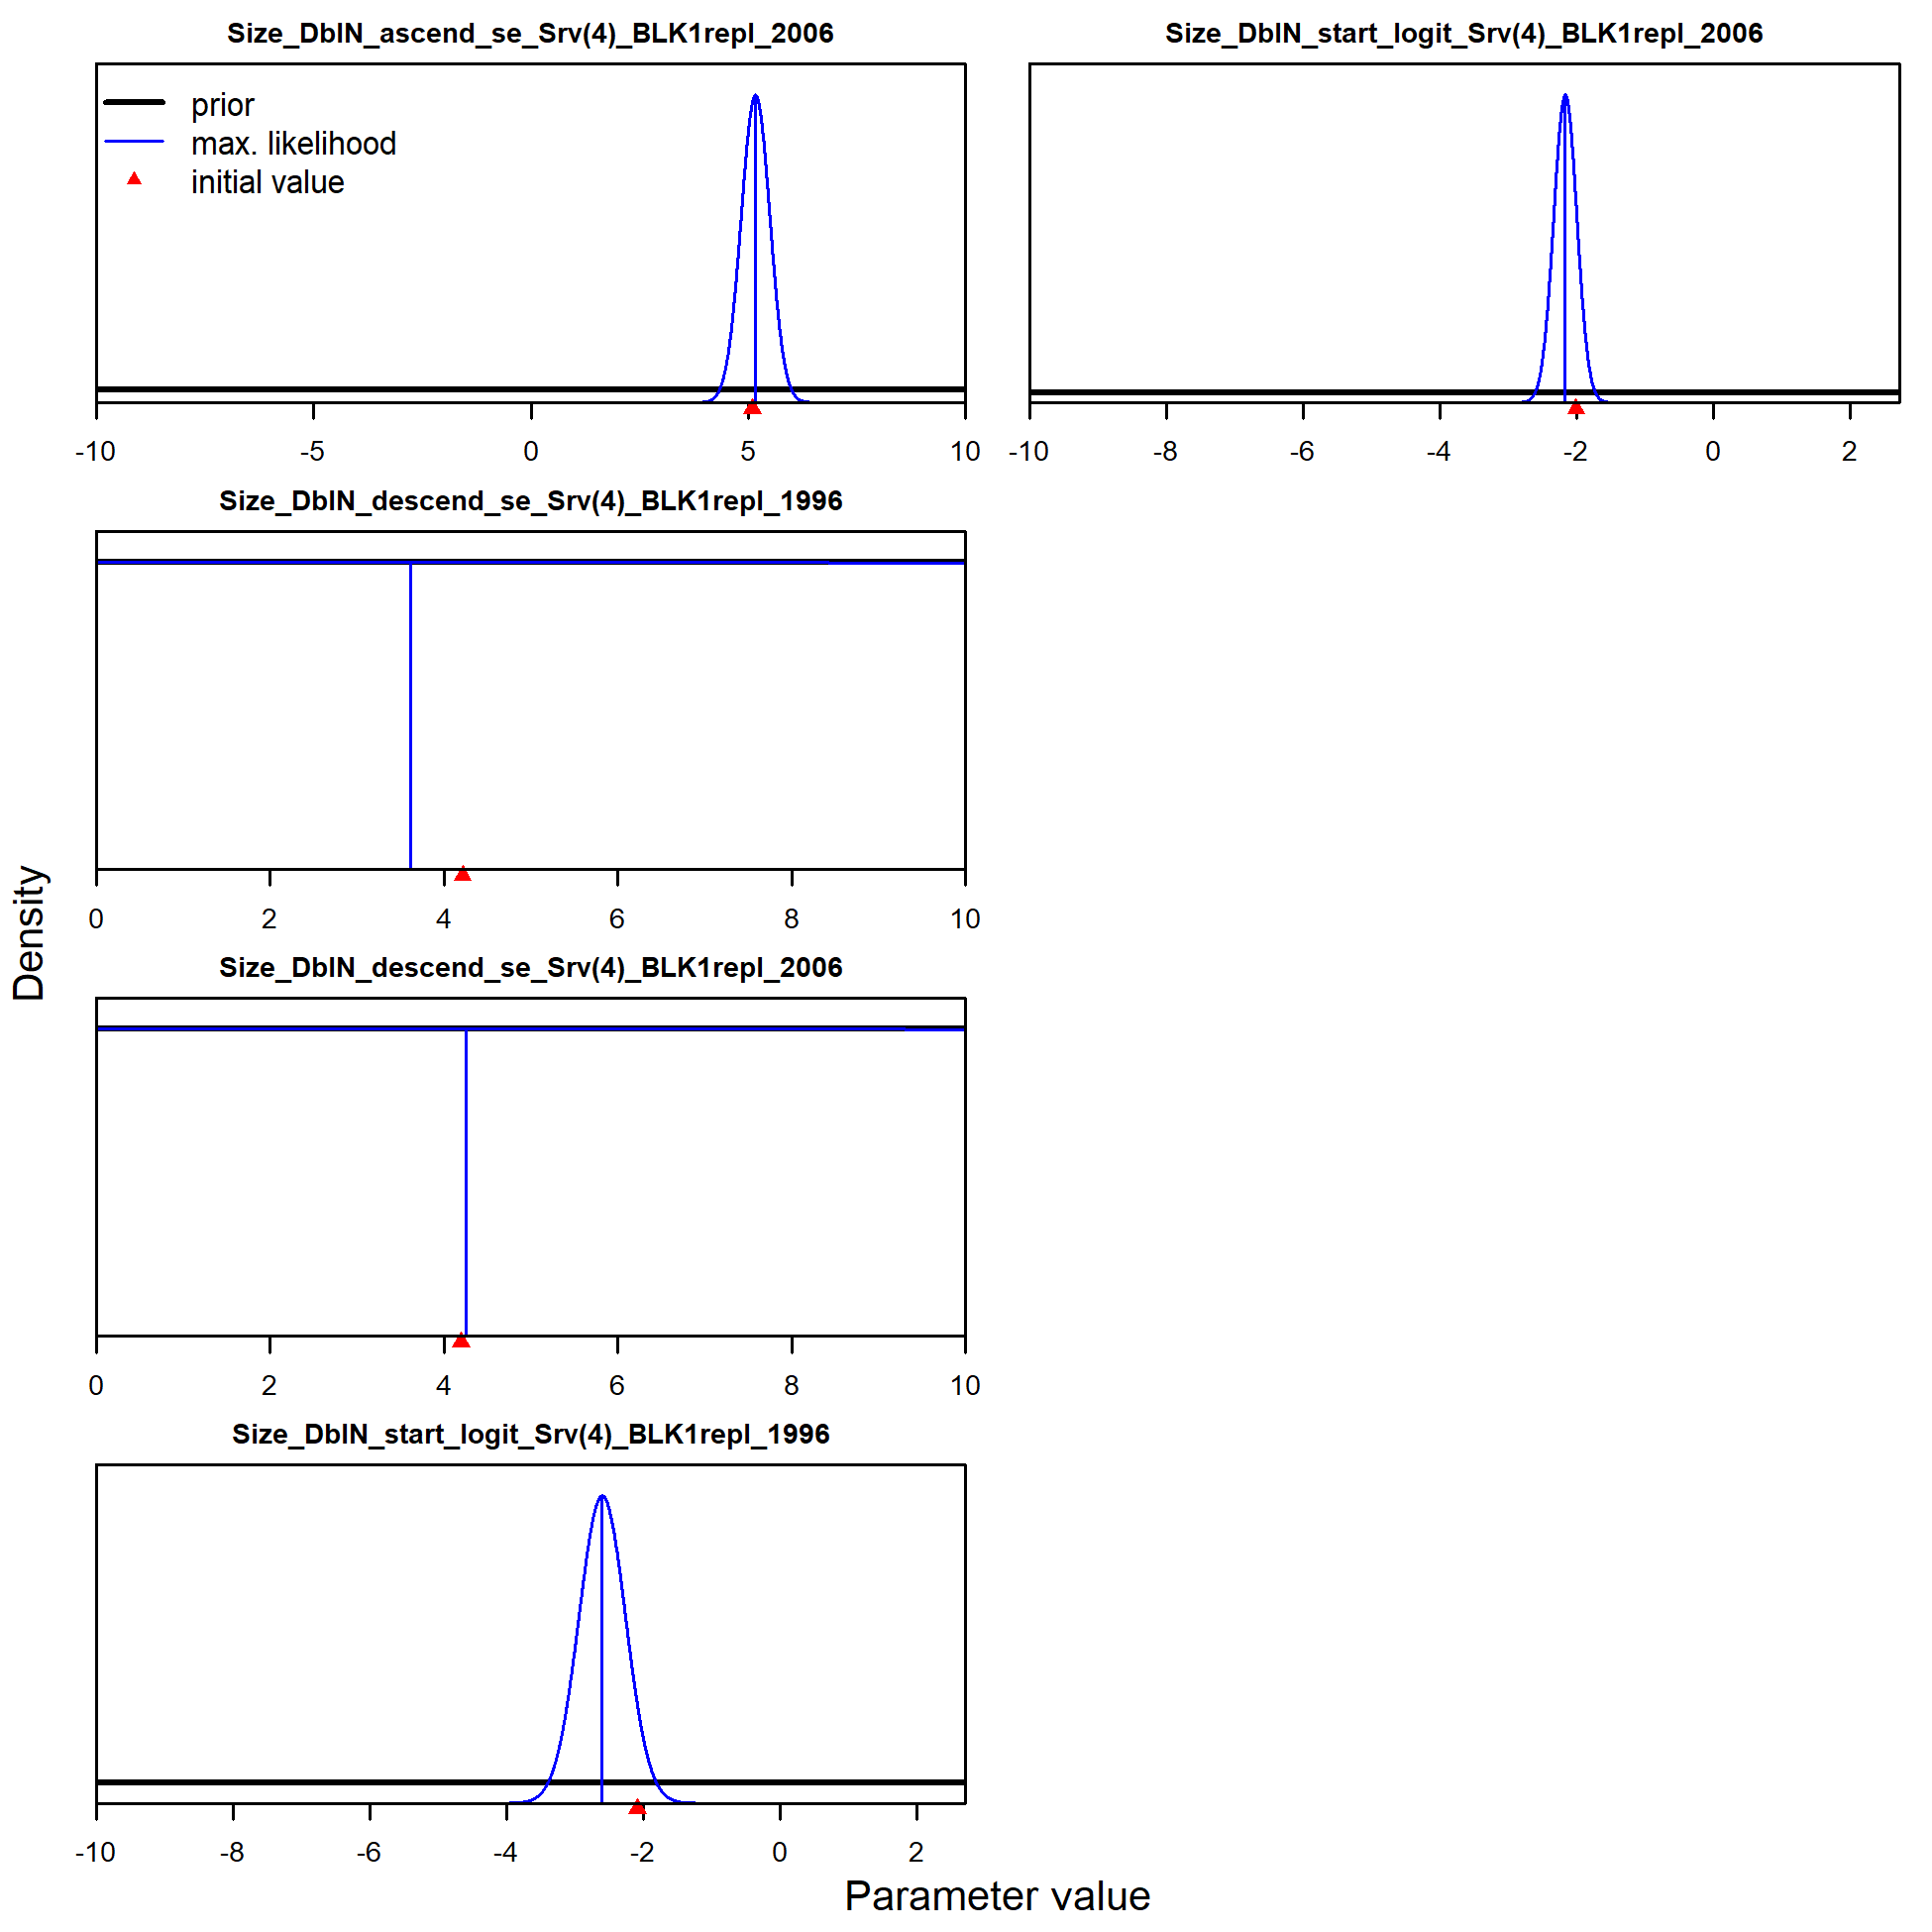 Size_DblN_ascend_se_Srv(4)_BLK1repl_2006
prior
max. likelihood
initial value
-10 -5 0 5 10
Size_DblN_start_logit_Srv(4)_BLK1repl_2006
-10 -8 -6 -4 -2 0 2
Size_DblN_descend_se_Srv(4)_BLK1repl_1996
0 2 4 6 8 10
Size_DblN_descend_se_Srv(4)_BLK1repl_2006
0 2 4 6 8 10
Size_DblN_start_logit_Srv(4)_BLK1repl_1996
-10 -8 -6 -4 -2 0 2
Density
Parameter value